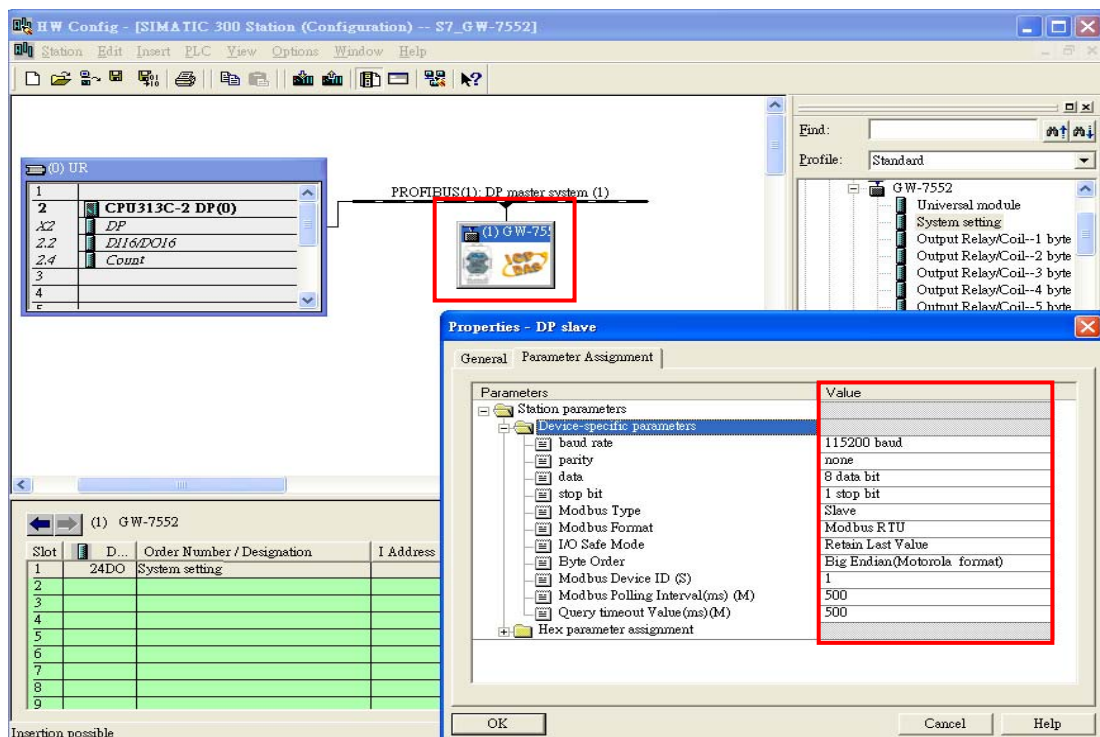 HW Config - [SIMATIC 300 Station (Configuration) -- S7_GW-7552]
Station Edit Insert PLC View Options Window Help
Find:
Profile: Standard
(0) UR
1
2 CPU313C-2 DP(0)
X2 DP
2.2 DI16/DO16
2.4 Count
3
4
PROFIBUS(1): DP master system (1)
(1) GW-755
ICP
DAS
GW-7552
Universal module
System setting
Output Relay/Coil--1 byte
Output Relay/Coil--2 byte
Output Relay/Coil--3 byte
Output Relay/Coil--4 byte
Output Relay/Coil--5 byte
(1) GW-7552
Slot D... Order Number / Designation I Address
1 24DO System setting
2
3
4
5
6
7
8
9
Insertion possible
Properties - DP slave
General Parameter Assignment
Parameters Value
Station parameters
Device-specific parameters
baud rate 115200 baud
parity none
data 8 data bit
stop bit 1 stop bit
Modbus Type Slave
Modbus Format Modbus RTU
I/O Safe Mode Retain Last Value
Byte Order Big Endian(Motorola format)
Modbus Device ID (S) 1
Modbus Polling Interval(ms) (M) 500
Query timeout Value(ms)(M) 500
Hex parameter assignment
OK Cancel Help